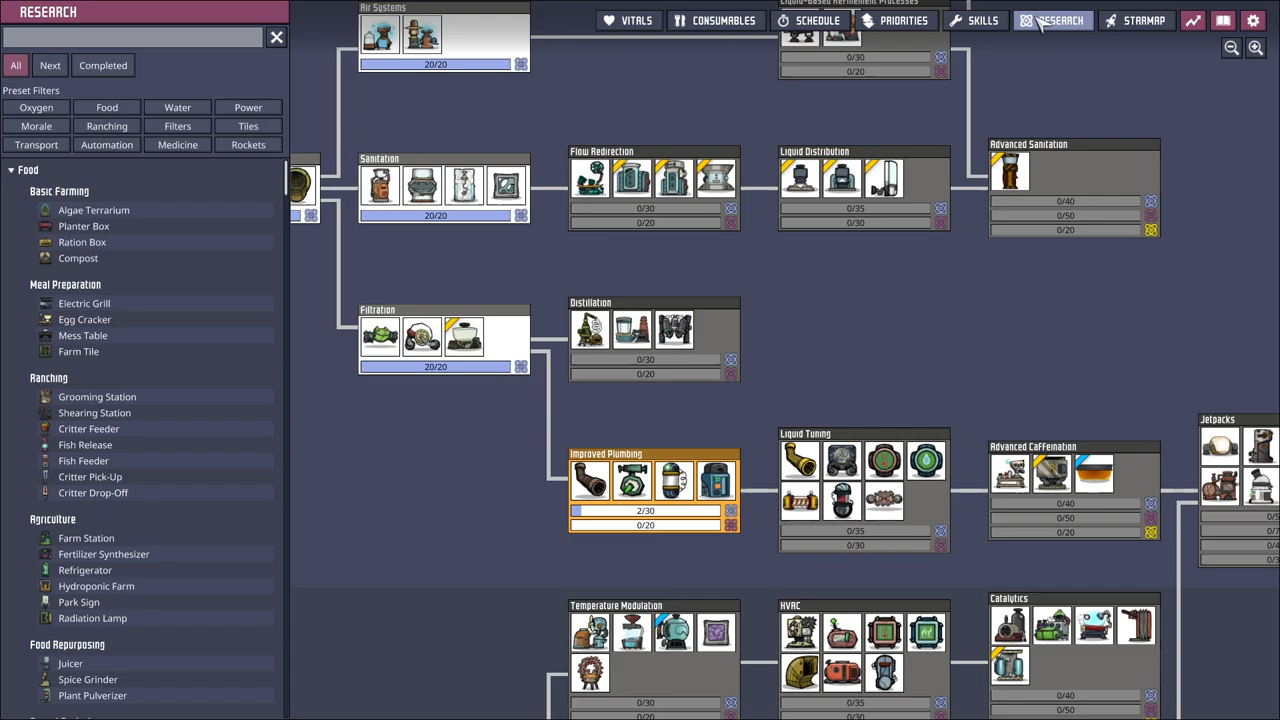 RESEARCH
VITALS
CONSUMABLES
SCHEDULE
PRIORITIES
SKILLS
RESEARCH
STARMAP
All
Next
Completed
Preset Filters
Oxygen
Food
Water
Power
Morale
Ranching
Filters
Tiles
Transport
Automation
Medicine
Rockets
Food
Basic Farming
Algae Terrarium
Planter Box
Ration Box
Compost
Meal Preparation
Electric Grill
Egg Cracker
Mess Table
Farm Tile
Ranching
Grooming Station
Shearing Station
Critter Feeder
Fish Release
Fish Feeder
Critter Pick-Up
Critter Drop-Off
Agriculture
Farm Station
Fertilizer Synthesizer
Refrigerator
Hydroponic Farm
Park Sign
Radiation Lamp
Food Repurposing
Juicer
Spice Grinder
Plant Pulverizer
Air Systems
20/20
Liquid-Based Refinement Processes
0/30
0/20
Sanitation
20/20
Flow Redirection
0/30
0/20
Liquid Distribution
0/35
0/30
Advanced Sanitation
0/40
0/50
0/20
Filtration
20/20
Distillation
0/30
0/20
Improved Plumbing
2/30
0/20
Liquid Tuning
0/35
0/30
Advanced Caffeination
0/40
0/50
0/20
Jetpacks
Temperature Modulation
0/30
HVAC
0/35
Catalytics
0/40
0/50